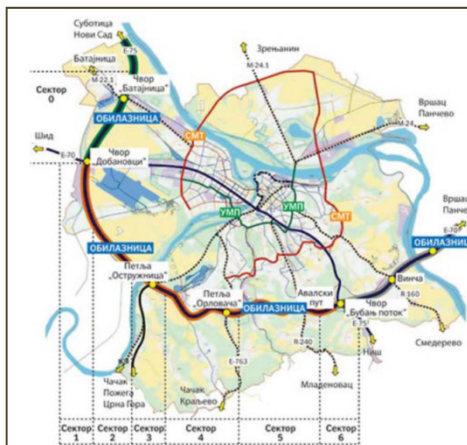 Суботица
Нови Сад
E-75
Батајница
M-22.1
Зрењанин
M-24.1
Чвор
„Батајница“
Сектор
0
ОБИЛАЗНИЦА
СМТ
Вршац
Панчево
M-24
Шид
E-70
Чвор
„Добановци“
УМП
УМП
СМТ
Вршац
Панче
E-70
ОБИЛАЗНИЦА
ОБИЛАЗНИ
Петља
„Остружница“
Петља
„Орловача“
ОБИЛАЗНИЦА
Авалски
пут
Винча
Чвор
„Бубањ поток“
R-160
Смедерево
E-75
Ниш
R-240
E-763
Младеновац
Чачак
Пожега
Црна Гора
Чачак
Краљево
Сектор
1
Сектор
2
Сектор
3
Сектор
4
Сектор
5
Сектор
6